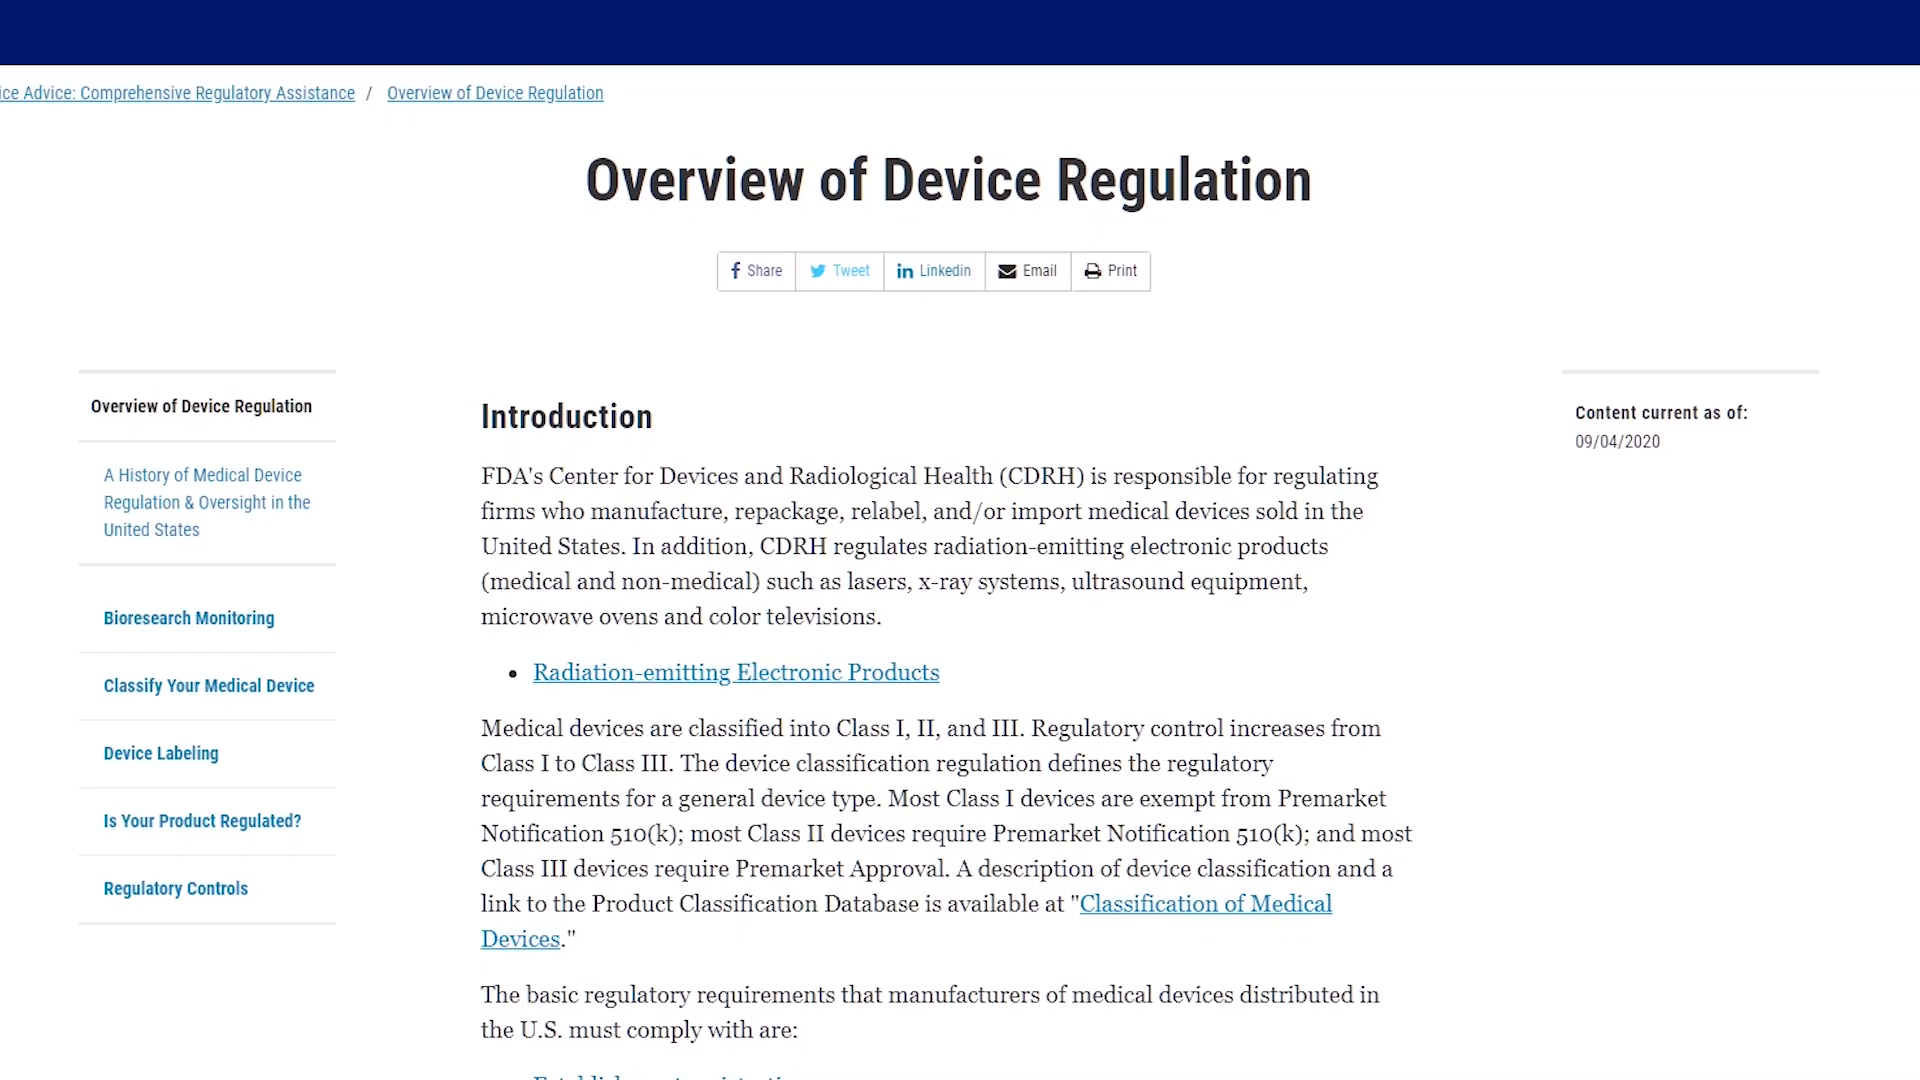 Advice: Comprehensive Regulatory Assistance / Overview of Device Regulation
Overview of Device Regulation
Share Tweet Linkedin Email Print
Overview of Device Regulation
A History of Medical Device
Regulation & Oversight in the
United States
Bioresearch Monitoring
Classify Your Medical Device
Device Labeling
Is Your Product Regulated?
Regulatory Controls
Introduction
FDA's Center for Devices and Radiological Health (CDRH) is responsible for regulating
firms who manufacture, repackage, relabel, and/or import medical devices sold in the
United States. In addition, CDRH regulates radiation-emitting electronic products
(medical and non-medical) such as lasers, x-ray systems, ultrasound equipment,
microwave ovens and color televisions.
• Radiation-emitting Electronic Products
Medical devices are classified into Class I, II, and III. Regulatory control increases from
Class I to Class III. The device classification regulation defines the regulatory
requirements for a general device type. Most Class I devices are exempt from Premarket
Notification 510(k); most Class II devices require Premarket Notification 510(k); and most
Class III devices require Premarket Approval. A description of device classification and a
link to the Product Classification Database is available at "Classification of Medical
Devices."
The basic regulatory requirements that manufacturers of medical devices distributed in
the U.S. must comply with are:
Content current as of:
09/04/2020